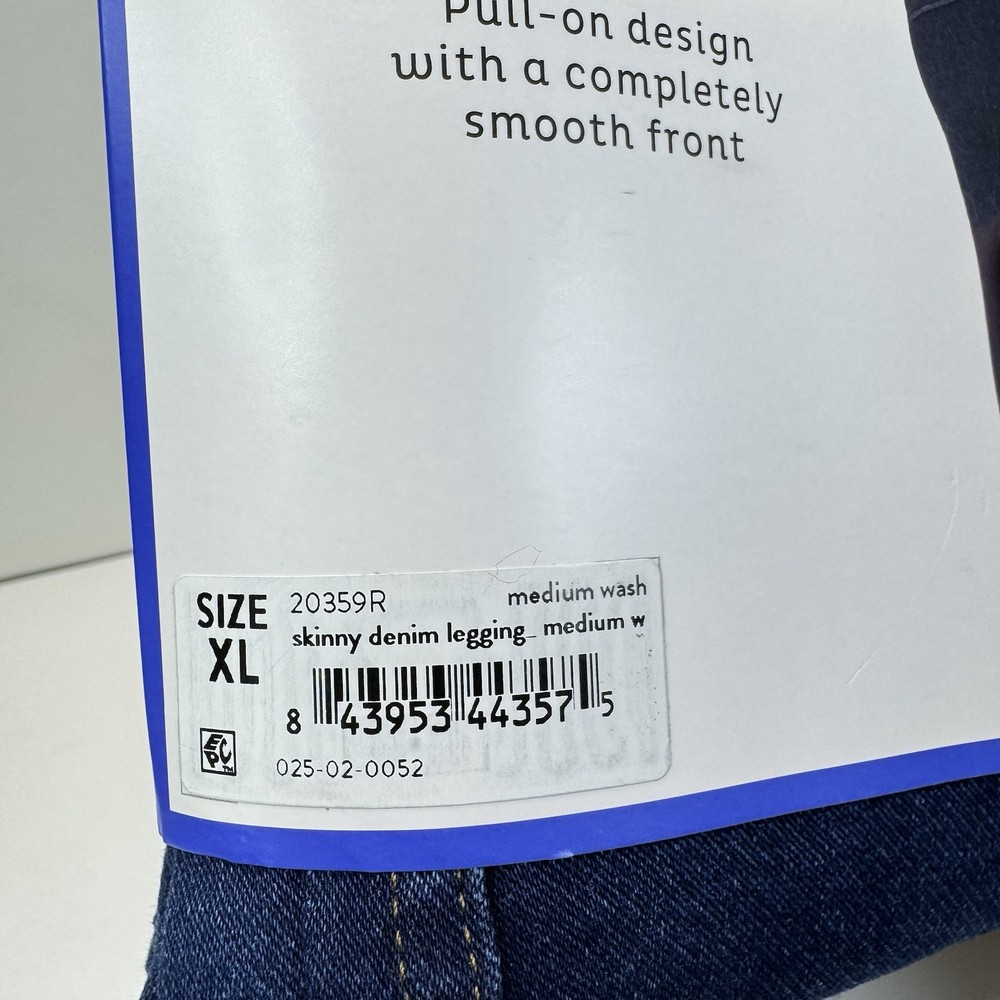 Pull-on design
with a completely
smooth front
SIZE
XL
20359R
medium wash
skinny denim legging_ medium w
8 43953 44357 5
EPC™
025-02-0052